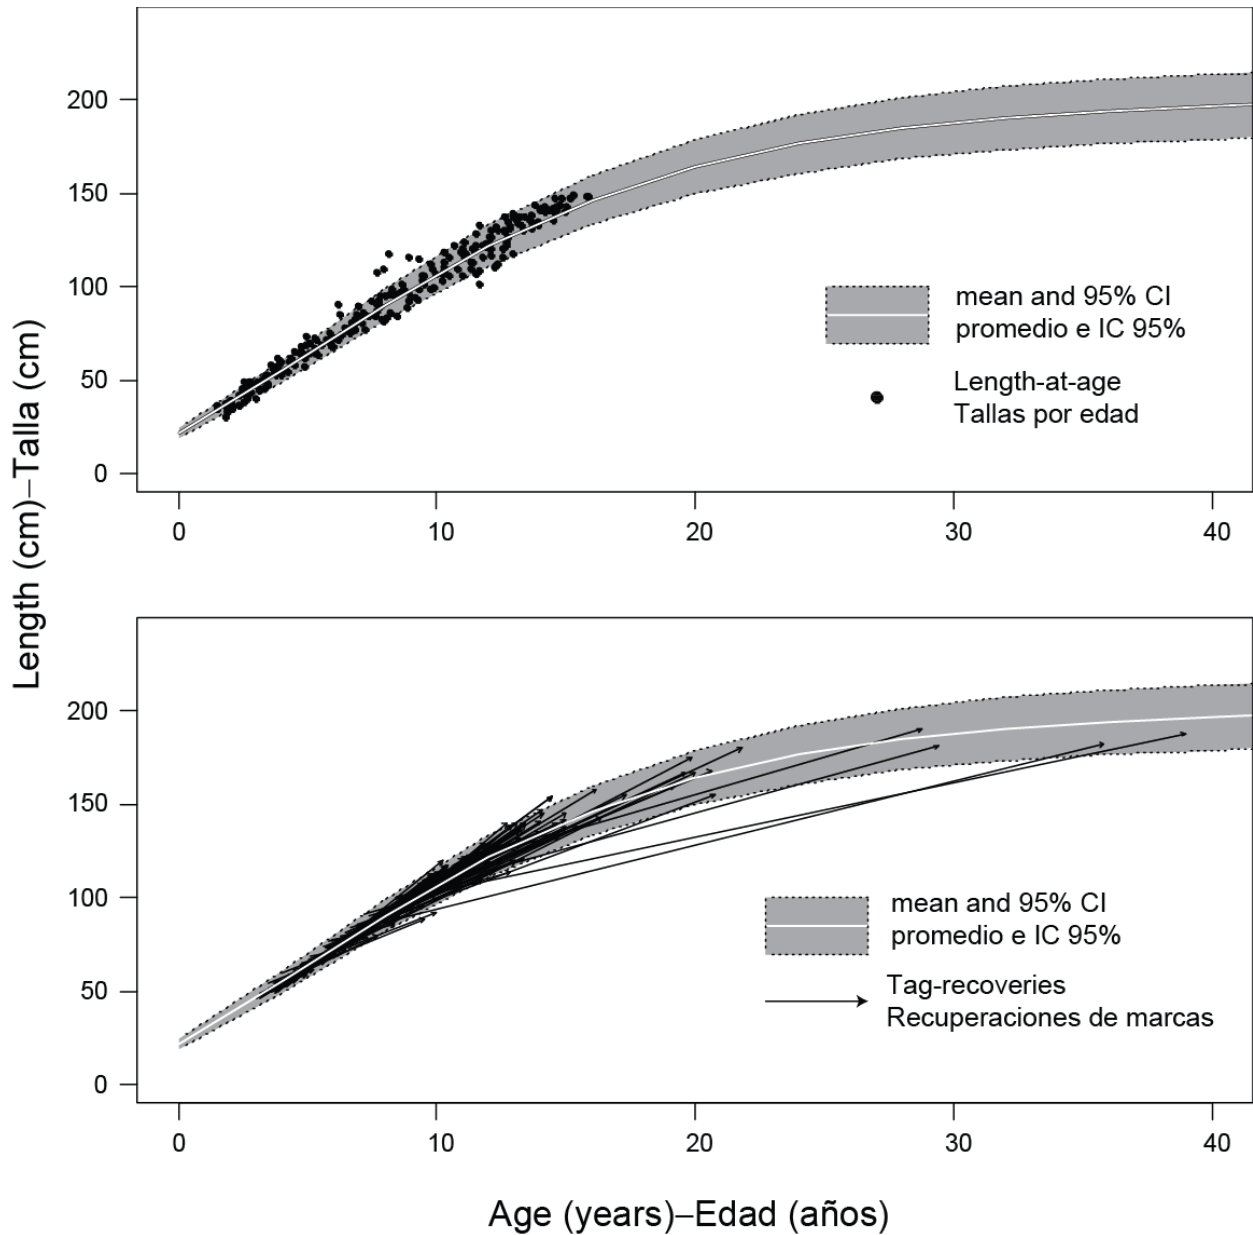 Length (cm)–Talla (cm)
200
150
100
50
0
mean and 95% CI
promedio e IC 95%
Length-at-age
Tallas por edad
0 10 20 30 40
200
150
100
50
0
mean and 95% CI
promedio e IC 95%
Tag-recoveries
Recuperaciones de marcas
0 10 20 30 40
Age (years)–Edad (años)